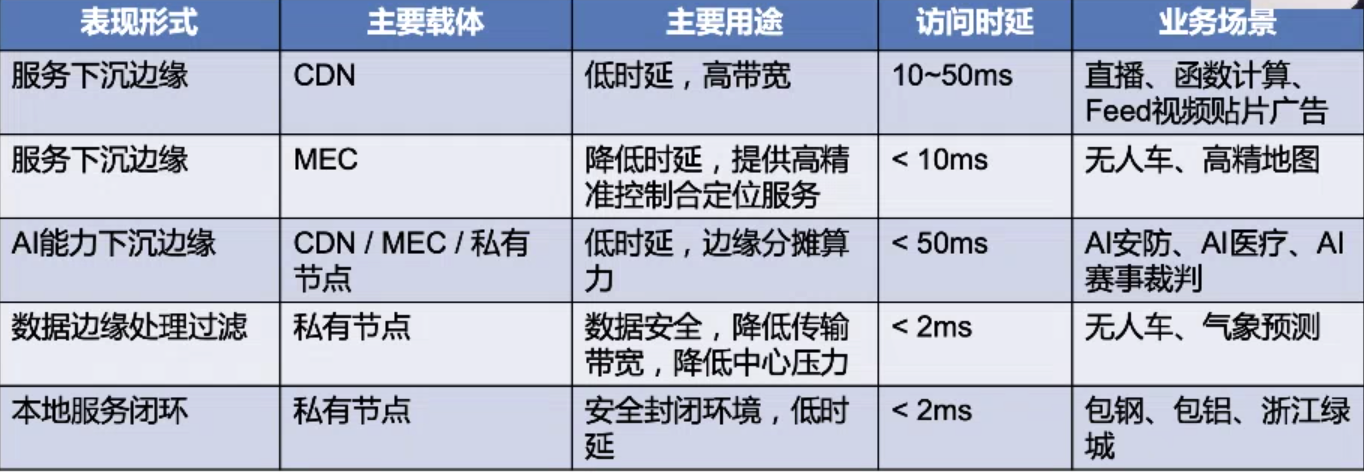 表现形式 主要载体 主要用途 访问时延 业务场景
服务下沉边缘 CDN 低时延，高带宽 10~50ms 直播、函数计算、
Feed视频贴片广告
服务下沉边缘 MEC 降低时延，提供高精 < 10ms 无人车、高精地图
准控制合定位服务
AI能力下沉边缘 CDN / MEC / 私有 低时延，边缘分摊算 < 50ms AI安防、AI医疗、AI
节点 力 赛事裁判
数据边缘处理过滤 私有节点 数据安全，降低传输 < 2ms 无人车、气象预测
带宽，降低中心压力
本地服务闭环 私有节点 安全封闭环境，低时 < 2ms 包钢、包铝、浙江绿
延 城